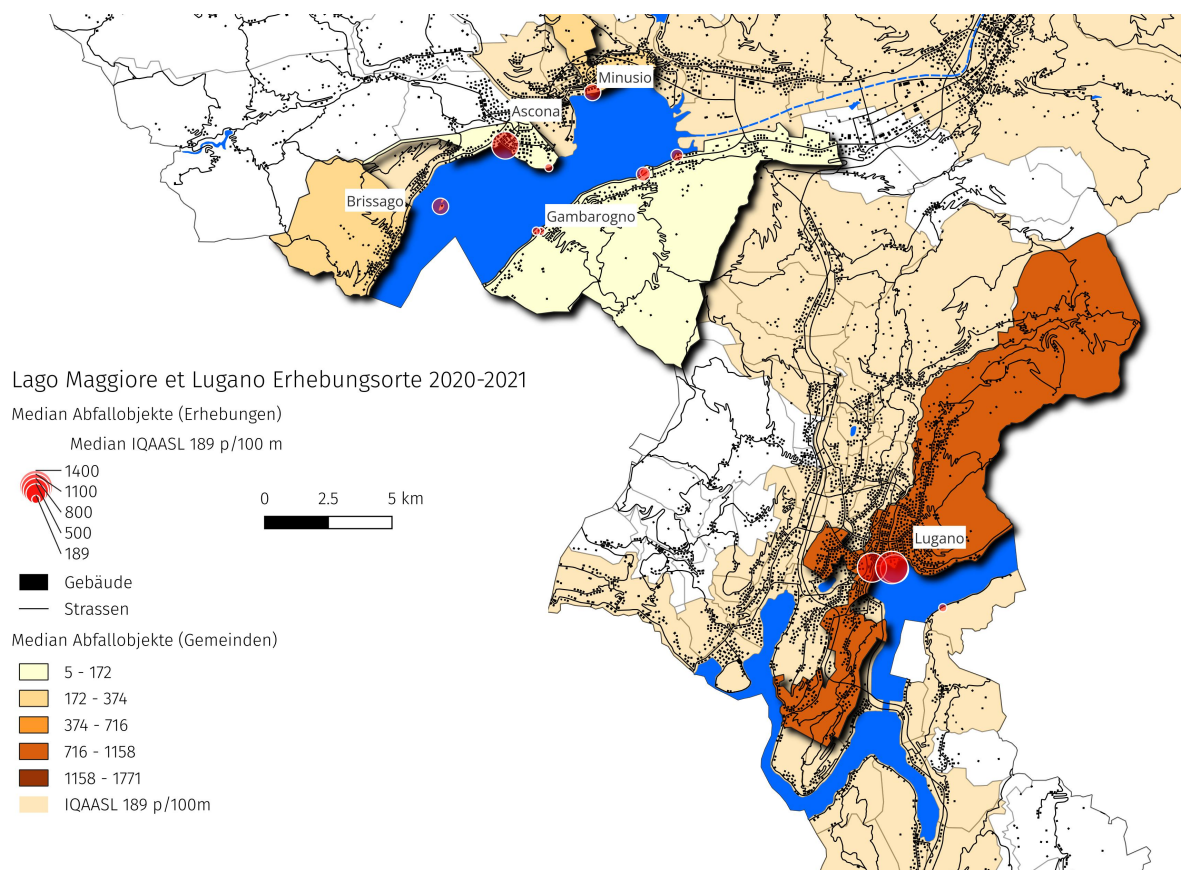 Minusio
Ascona
Brissago
Gambarogno
Lago Maggiore et Lugano Erhebungsorte 2020-2021
Median Abfallobjekte (Erhebungen)
Median IQAASL 189 p/100 m
1400
1100
800
500
189
0 2.5 5 km
Lugano
Gebäude
Strassen
Median Abfallobjekte (Gemeinden)
5 - 172
172 - 374
374 - 716
716 - 1158
1158 - 1771
IQAASL 189 p/100m